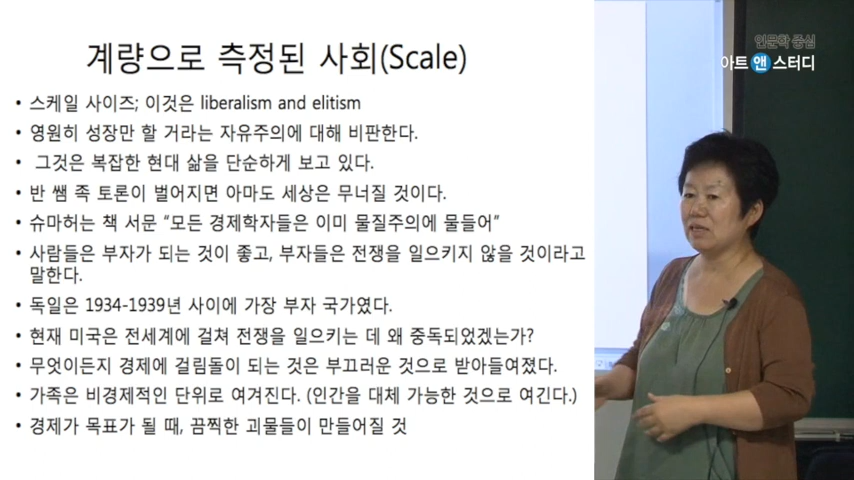 계량으로 측정된 사회(Scale)
• 스케일 사이즈; 이것은 liberalism and elitism
• 영원히 성장만 할 거라는 자유주의에 대해 비판한다.
• 그것은 복잡한 현대 삶을 단순하게 보고 있다.
• 반 쌤 족 토론이 벌어지면 아마도 세상은 무너질 것이다.
• 슈마허는 책 서문 “모든 경제학자들은 이미 물질주의에 물들어”
• 사람들은 부자가 되는 것이 좋고, 부자들은 전쟁을 일으키지 않을 것이라고
말한다.
• 독일은 1934-1939년 사이에 가장 부자 국가였다.
• 현재 미국은 전세계에 걸쳐 전쟁을 일으키는 데 왜 중독되었겠는가?
• 무엇이든지 경제에 걸림돌이 되는 것은 부끄러운 것으로 받아들여졌다.
• 가족은 비경제적인 단위로 여겨진다. (인간을 대체 가능한 것으로 여긴다.)
• 경제가 목표가 될 때, 끔찍한 괴물들이 만들어질 것
인문학 중심
아트 앤 스터디